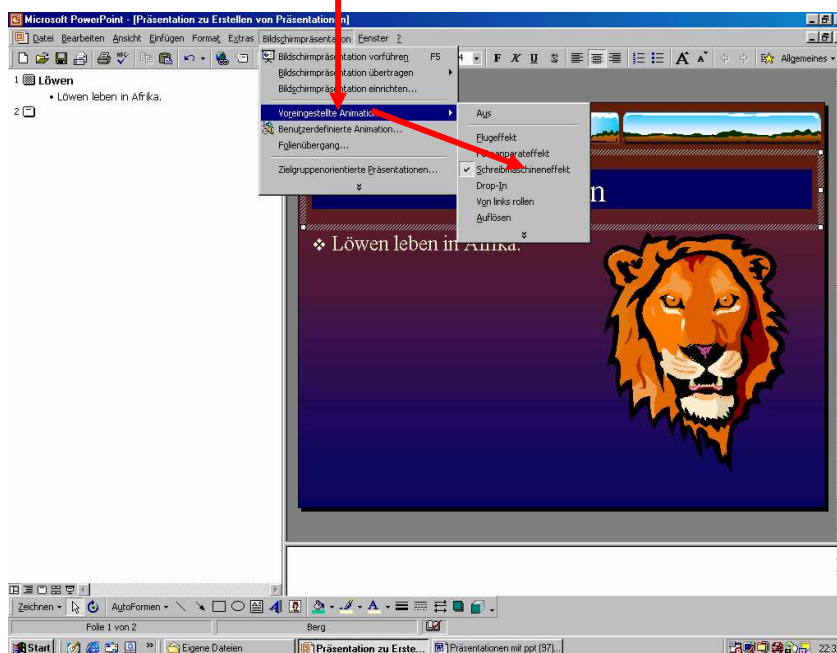 Microsoft PowerPoint - [Präsentation zu Erstellen von Präsentationen]
Datei Bearbeiten Ansicht Einfügen Format Extras Bildschirmpräsentation Fenster ?
F K U S A A Allgemeines
1 Löwen
• Löwen leben in Afrika.
2
Bildschirmpräsentation vorführen F5
Bildschirmpräsentation übertragen
Bildschirmpräsentation einrichten...
Voreingestellte Animation
Benutzerdefinierte Animation...
Folienübergang...
Zielgruppenorientierte Präsentationen...
Aus
Flugeffekt
Schreibmaschineneffekt
Drop-In
Von links rollen
Auflösen
n
❖ Löwen leben in Afrika.
Zeichnen AutoFormen
Folie 1 von 2 Berg
Start Eigene Dateien Präsentation zu Erste... Präsentationen mit ppt (97)...